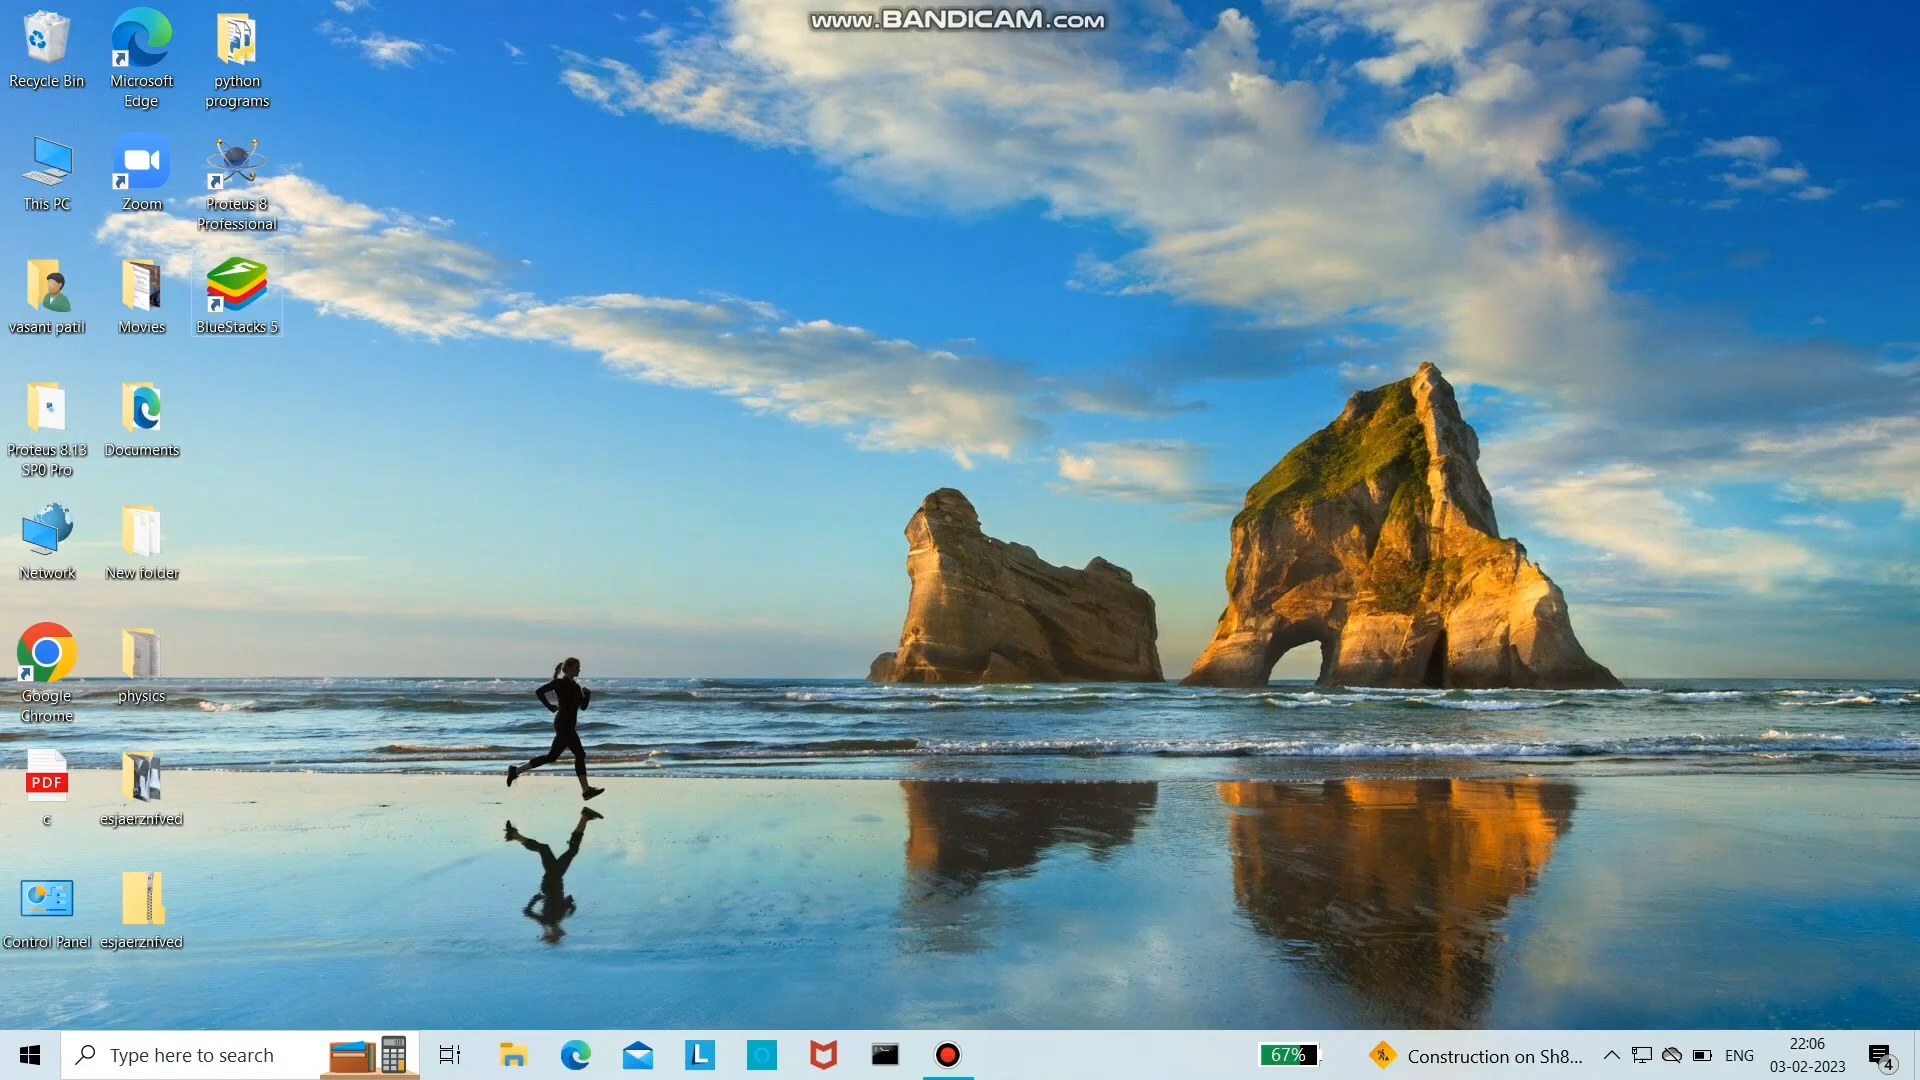 www.BANDICAM.com
Recycle Bin
Microsoft
Edge
python
programs
This PC
Zoom
Proteus 8
Professional
vasant patil
Movies
BlueStacks 5
Proteus 8.13
SP0 Pro
Documents
Network
New folder
Google
Chrome
physics
PDF
c
esjaerznfved
Control Panel
esjaerznfved
Type here to search
L
67%
Construction on Sh8...
ENG
22:06
03-02-2023
4